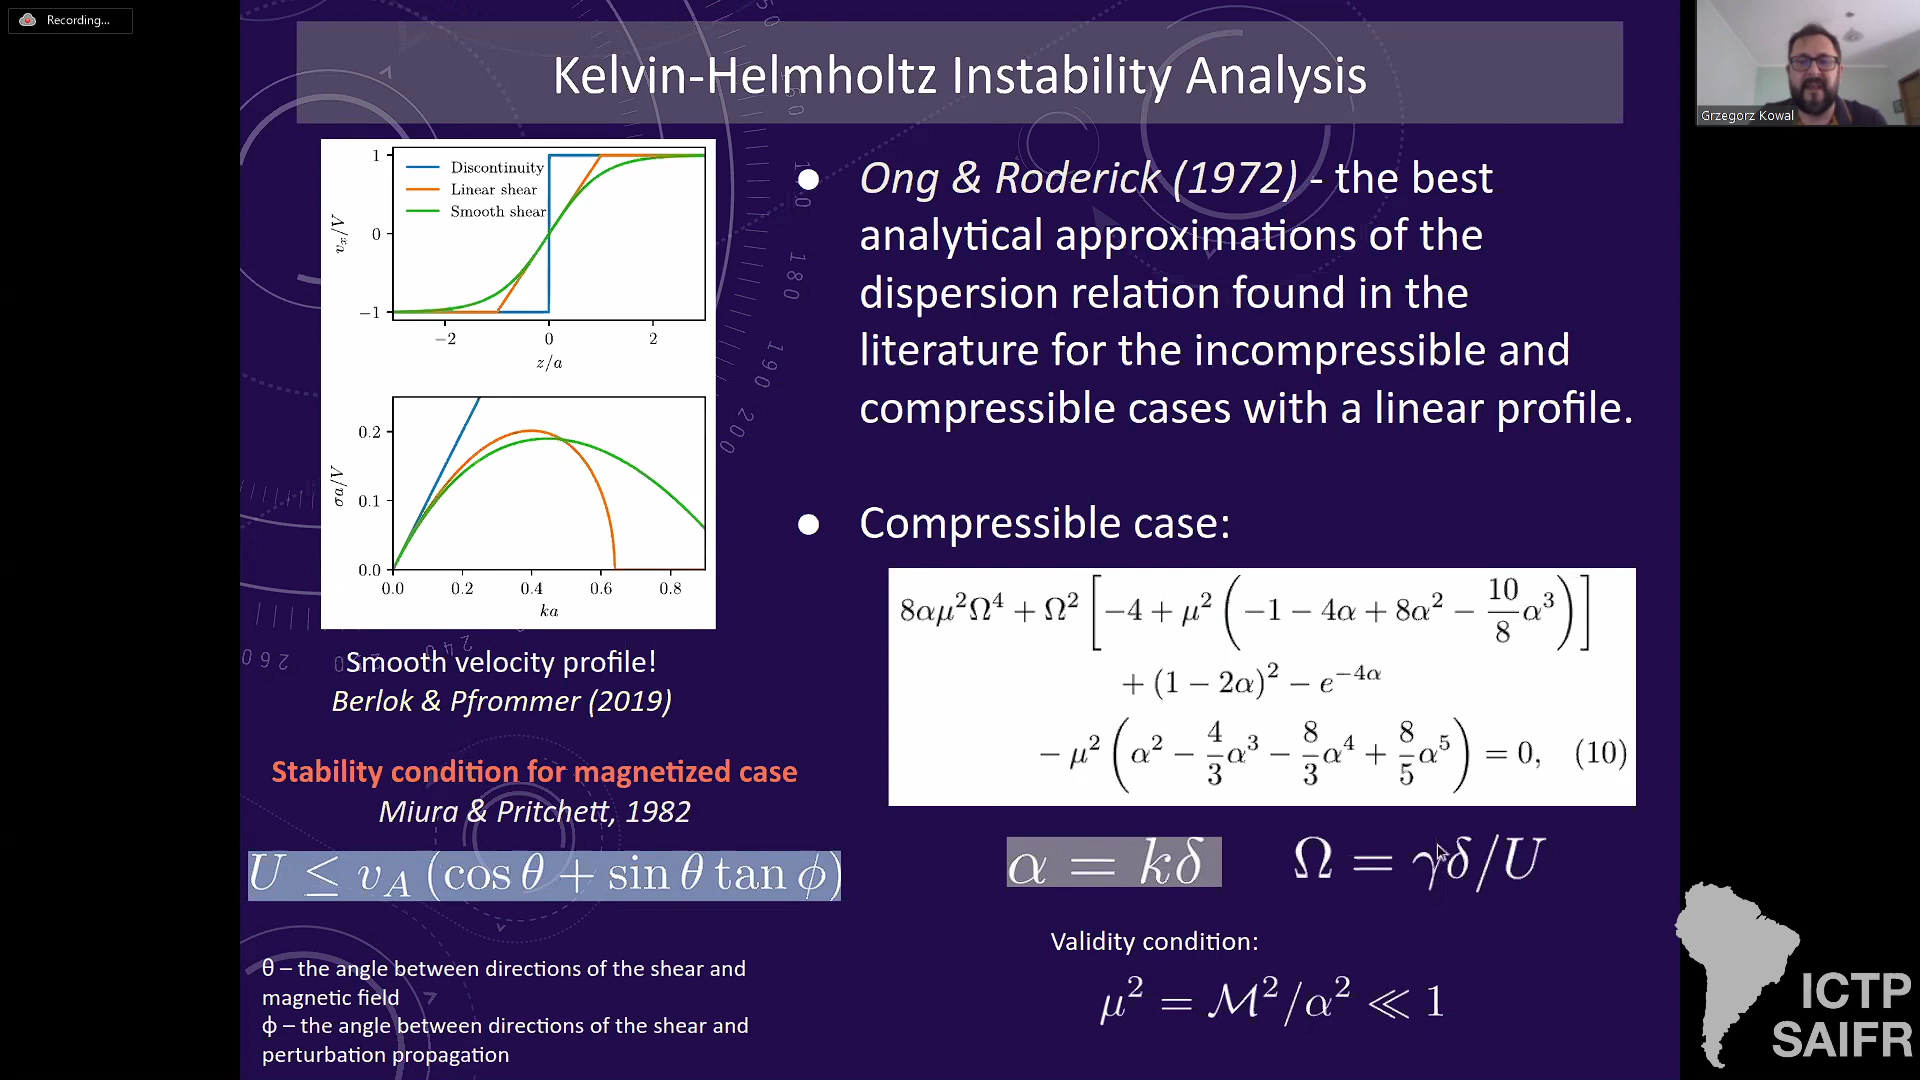 Recording...
Kelvin-Helmholtz Instability Analysis
Grzegorz Kowal
Discontinuity
Linear shear
Smooth shear
1
0
−1
v_x/V
−2 0 2
z/a
0.2
0.1
0.0
σa/V
0.0 0.2 0.4 0.6 0.8
ka
Smooth velocity profile!
Berlok & Pfrommer (2019)
Stability condition for magnetized case
Miura & Pritchett, 1982
U ≤ v_A (cos θ + sin θ tan ϕ)
θ – the angle between directions of the shear and
magnetic field
ϕ – the angle between directions of the shear and
perturbation propagation
● Ong & Roderick (1972) - the best
analytical approximations of the
dispersion relation found in the
literature for the incompressible and
compressible cases with a linear profile.
● Compressible case:
8αμ²Ω⁴ + Ω² [−4 + μ² (−1 − 4α + 8α² − 10/8 α³)]
+ (1 − 2α)² − e^{−4α}
− μ² (α² − 4/3 α³ − 8/3 α⁴ + 8/5 α⁵) = 0, (10)
α = kδ Ω = γδ/U
Validity condition:
μ² = ℳ²/α² ≪ 1
ICTP
SAIFR
260
240
200
190
180
160
150